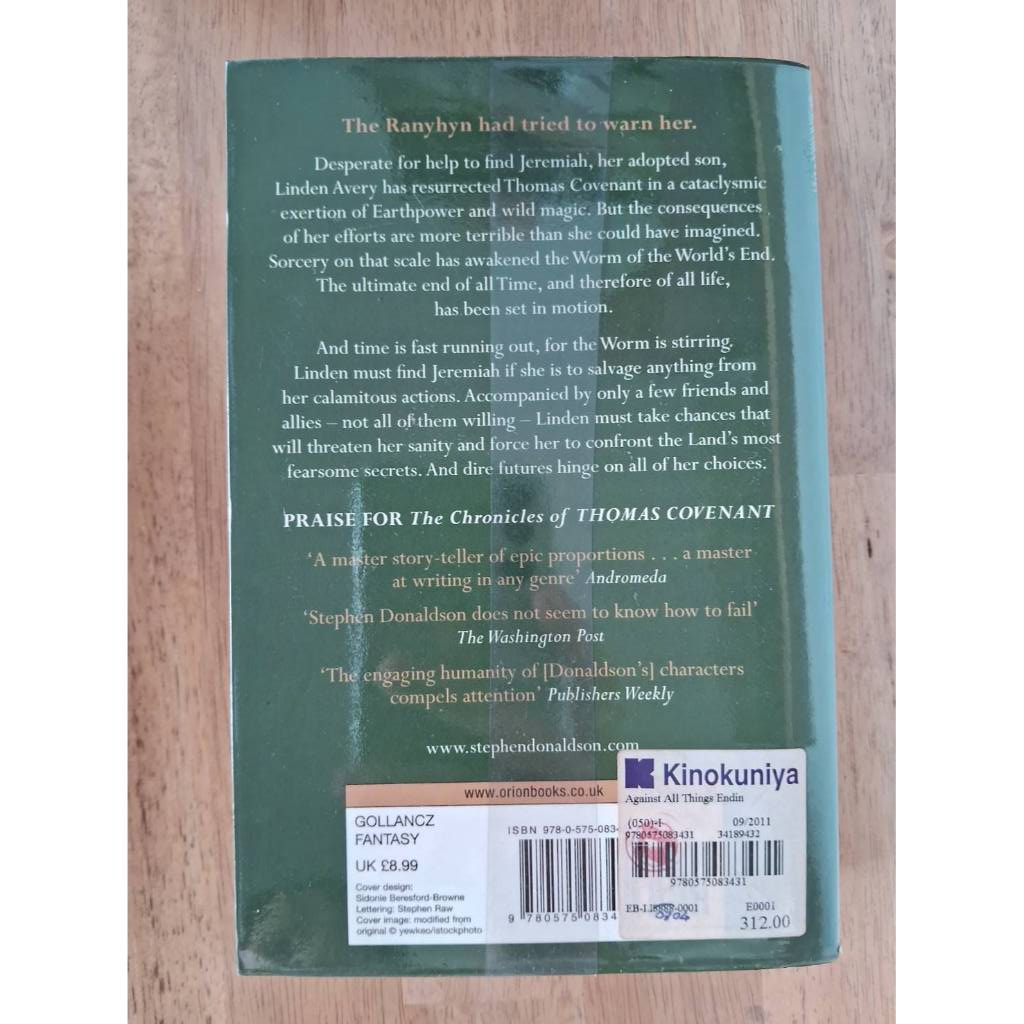 The Ranyhyn had tried to warn her.
Desperate for help to find Jeremiah, her adopted son,
Linden Avery has resurrected Thomas Covenant in a cataclysmic
exertion of Earthpower and wild magic. But the consequences
of her efforts are more terrible than she could have imagined.
Sorcery on that scale has awakened the Worm of the World's End.
The ultimate end of all Time, and therefore of all life,
has been set in motion.
And time is fast running out, for the Worm is stirring.
Linden must find Jeremiah if she is to salvage anything from
her calamitous actions. Accompanied by only a few friends and
allies – not all of them willing – Linden must take chances that
will threaten her sanity and force her to confront the Land's most
fearsome secrets. And dire futures hinge on all of her choices.
PRAISE FOR The Chronicles of THOMAS COVENANT
'A master story-teller of epic proportions . . . a master
at writing in any genre' Andromeda
'Stephen Donaldson does not seem to know how to fail'
The Washington Post
'The engaging humanity of [Donaldson's] characters
compels attention' Publishers Weekly
www.stephendonaldson.com
www.orionbooks.co.uk
GOLLANCZ
FANTASY
UK £8.99
Cover design:
Sidonie Beresford-Browne
Lettering: Stephen Raw
Cover image: modified from
original © yewkeo/istockphoto
ISBN 978-0-575-083
9 780575 0834
Kinokuniya
Against All Things Endin
(050)-I 09/2011
9780575083431 34189432
9780575083431
E0001
312.00